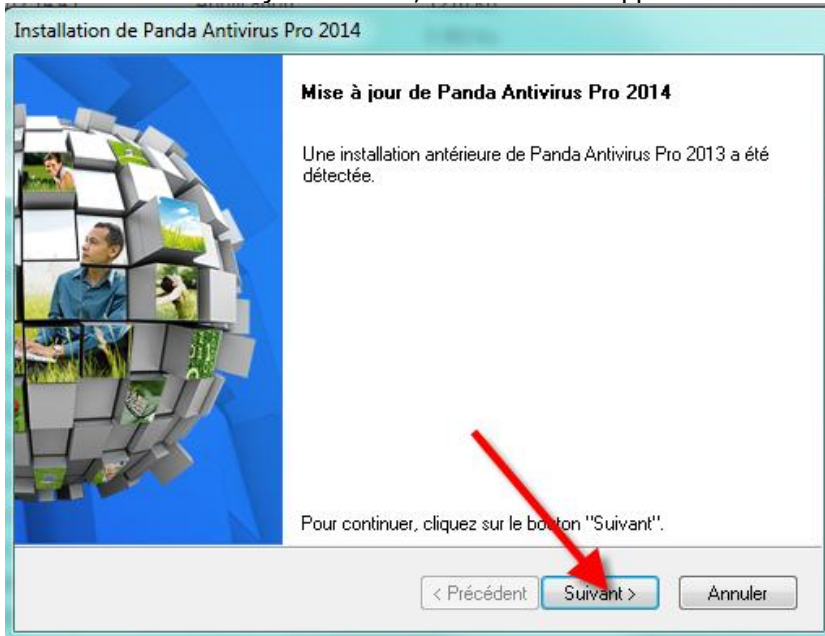 Installation de Panda Antivirus Pro 2014
Mise à jour de Panda Antivirus Pro 2014
Une installation antérieure de Panda Antivirus Pro 2013 a été
détectée.
Pour continuer, cliquez sur le bouton "Suivant".
< Précédent Suivant > Annuler